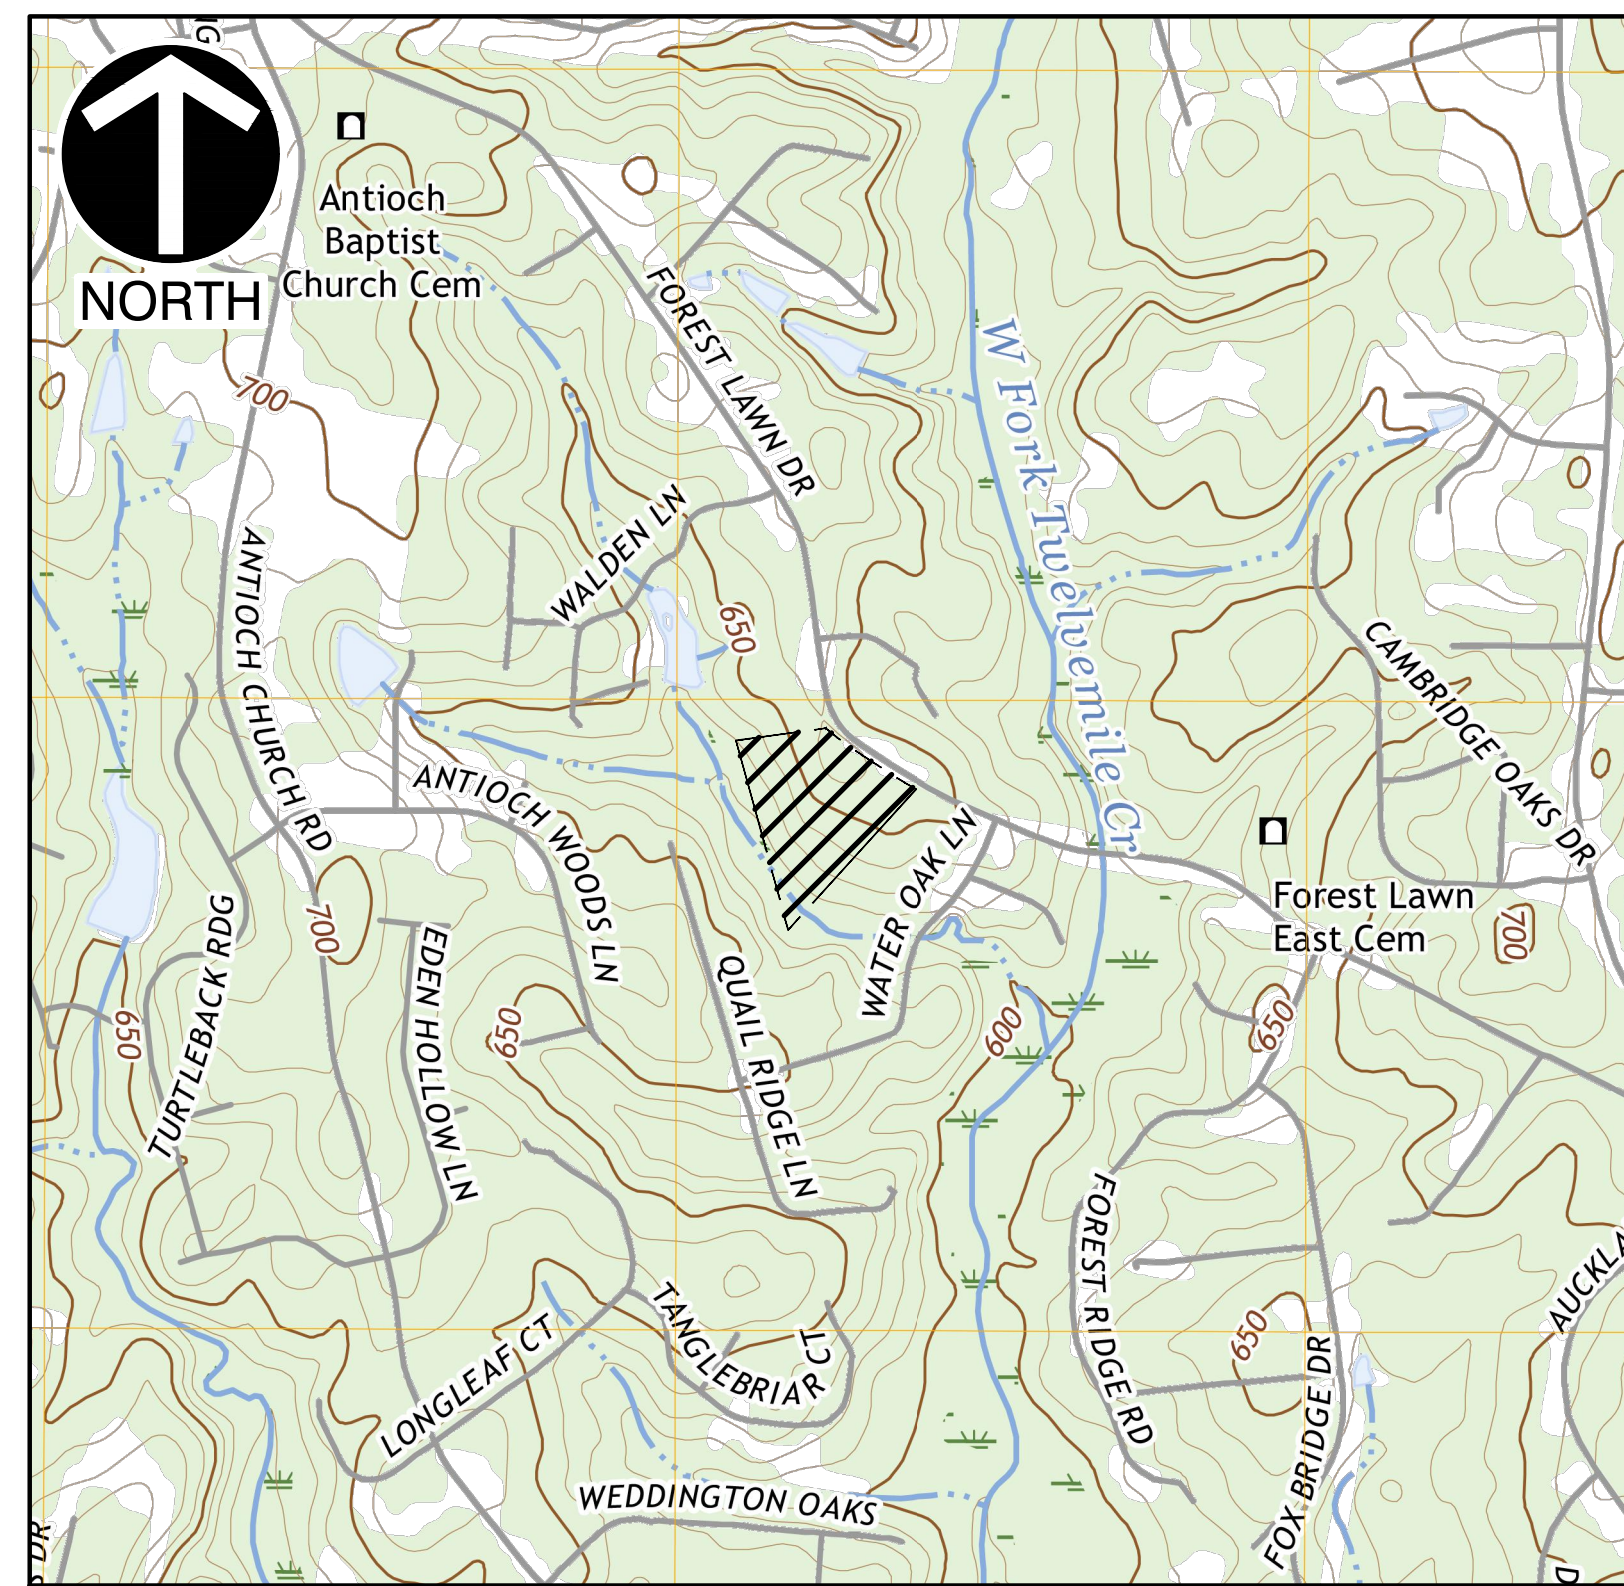 NORTH
Antioch
Baptist
Church Cem
FOREST LAWN DR
W Fork Twelvemile Cr
700
WALDEN LN
650
ANTIOCH CHURCH RD
CAMBRIDGE OAKS DR
ANTIOCH WOODS LN
WATER OAK LN
Forest Lawn
East Cem
700
700
TURTLEBACK RDG
EDEN HOLLOW LN
QUAIL RIDGE LN
650
650
600
650
FOREST RIDGE RD
AUCKLA
LONGLEAF CT
TANGLEBRIAR CT
650
FOX BRIDGE DR
WEDDINGTON OAKS
DR
D